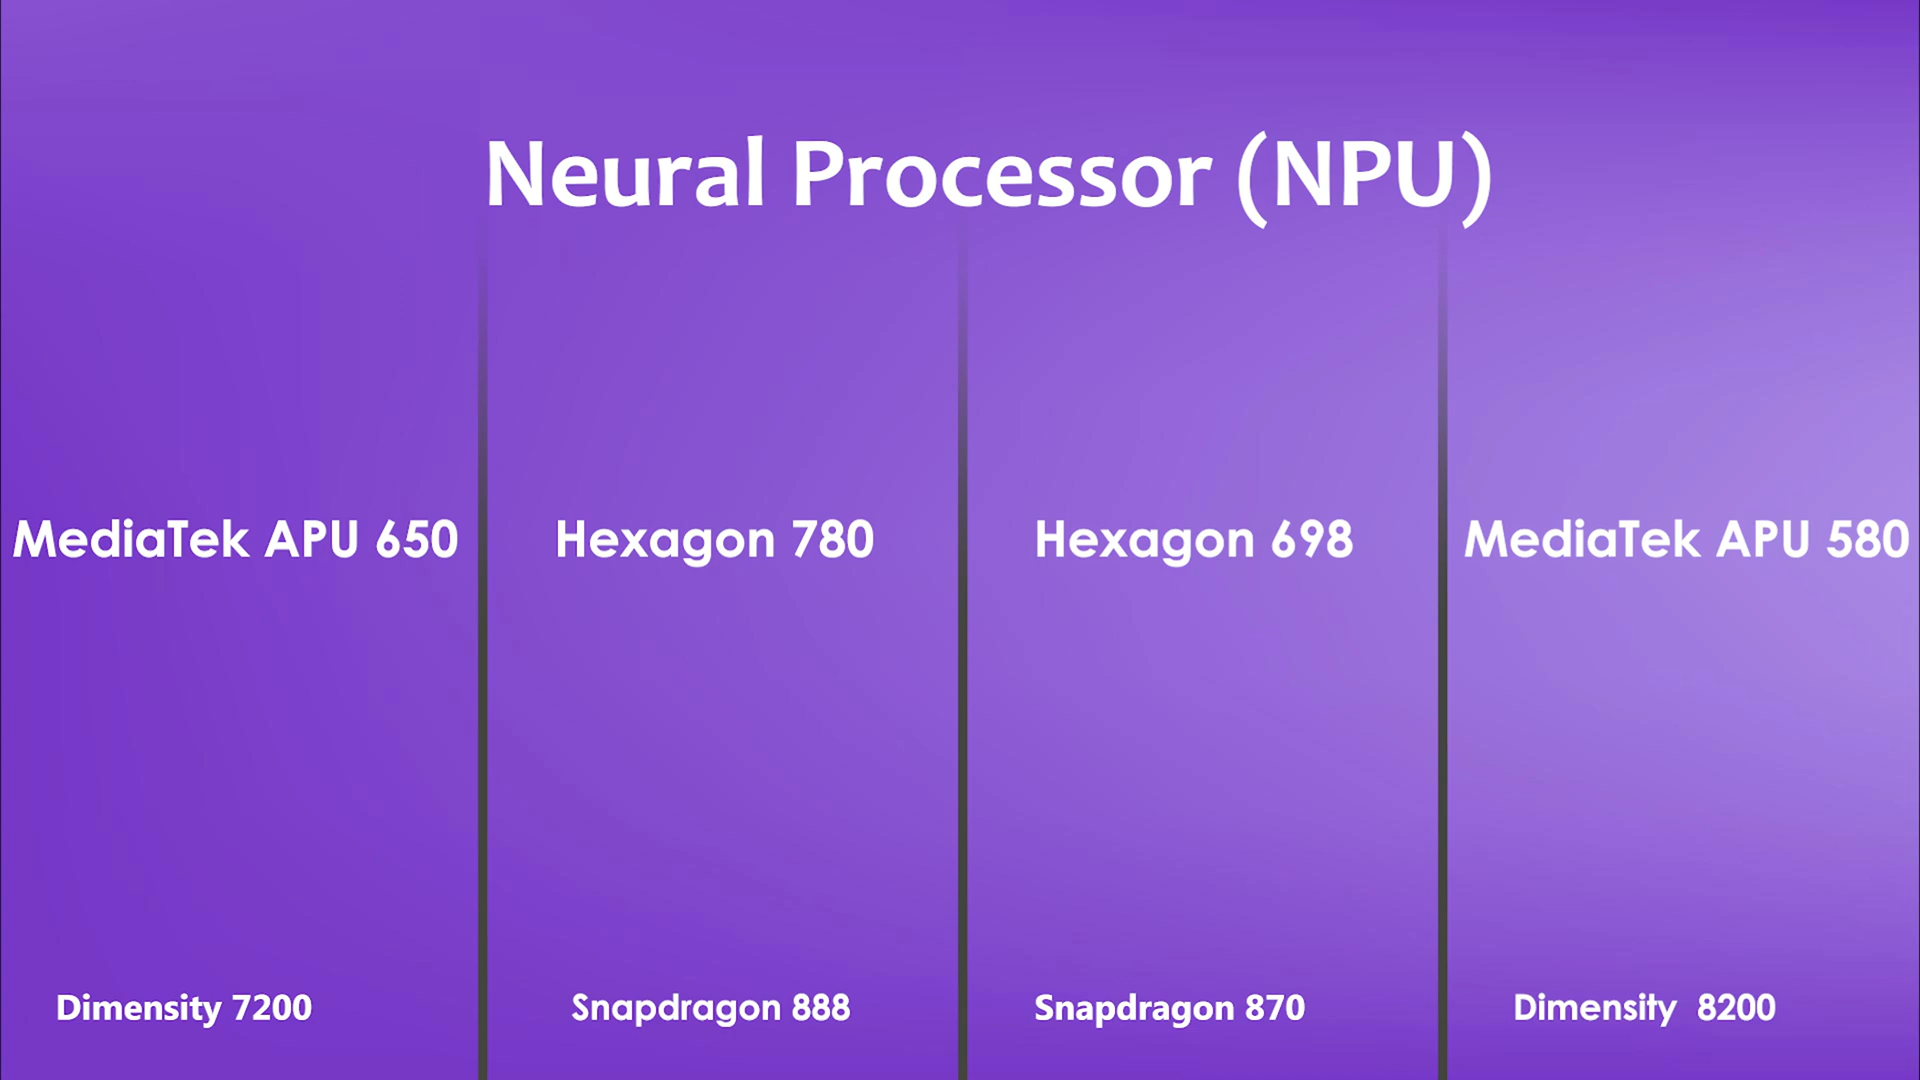 Neural Processor (NPU)
MediaTek APU 650
Hexagon 780
Hexagon 698
MediaTek APU 580
Dimensity 7200
Snapdragon 888
Snapdragon 870
Dimensity 8200